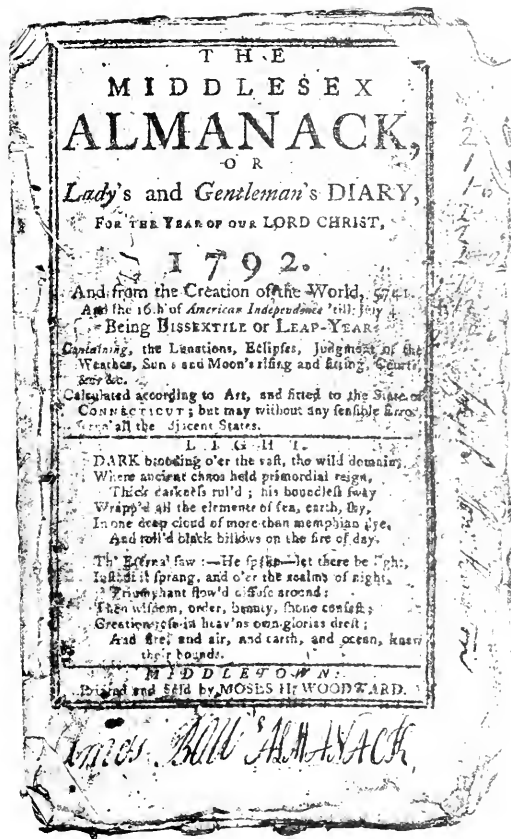 THE
MIDDLESEX
ALMANACK,
OR
Lady's and Gentleman's DIARY,
FOR THE YEAR OF OUR LORD CHRIST,
1792.
And from the Creation of the World,
And the 16.h of American Independence 'till July 4
Being BISSEXTILE or LEAP-YEAR:
Containing, the Lunations, Eclipſes, Judgment of the
Weather, Sun's and Moon's riſing and ſetting, Courts
&c &c.
Calculated according to Art, and fitted to the State of
CONNECTICUT; but may without any ſenſible Error
ſerve all the djacent States.
LIGHT.
DARK brooding o'er the vaſt, the wild domain,
Where ancient chaos held primordial reign,
Thick darkneſs rul'd; his boundleſs ſway
Wrapp'd all the elements of ſea, earth, ſky,
In one deep cloud of more than memphian dye,
And roll'd black billows on the fire of day.
Th' Eternal ſaw:—He ſpake—let there be light,
Inſtant it ſprang, and o'er the realms of night,
Triumphant flow'd diffuſe around;
Then wiſdom, order, beauty, ſhone confeſt;
Creation roſe in heav'ns own glories dreſt;
And fire, and air, and earth, and ocean, knew
their bounds.
MIDDLETOWN:
Printed and Sold by MOSES H. WOODWARD.
ALMANACK